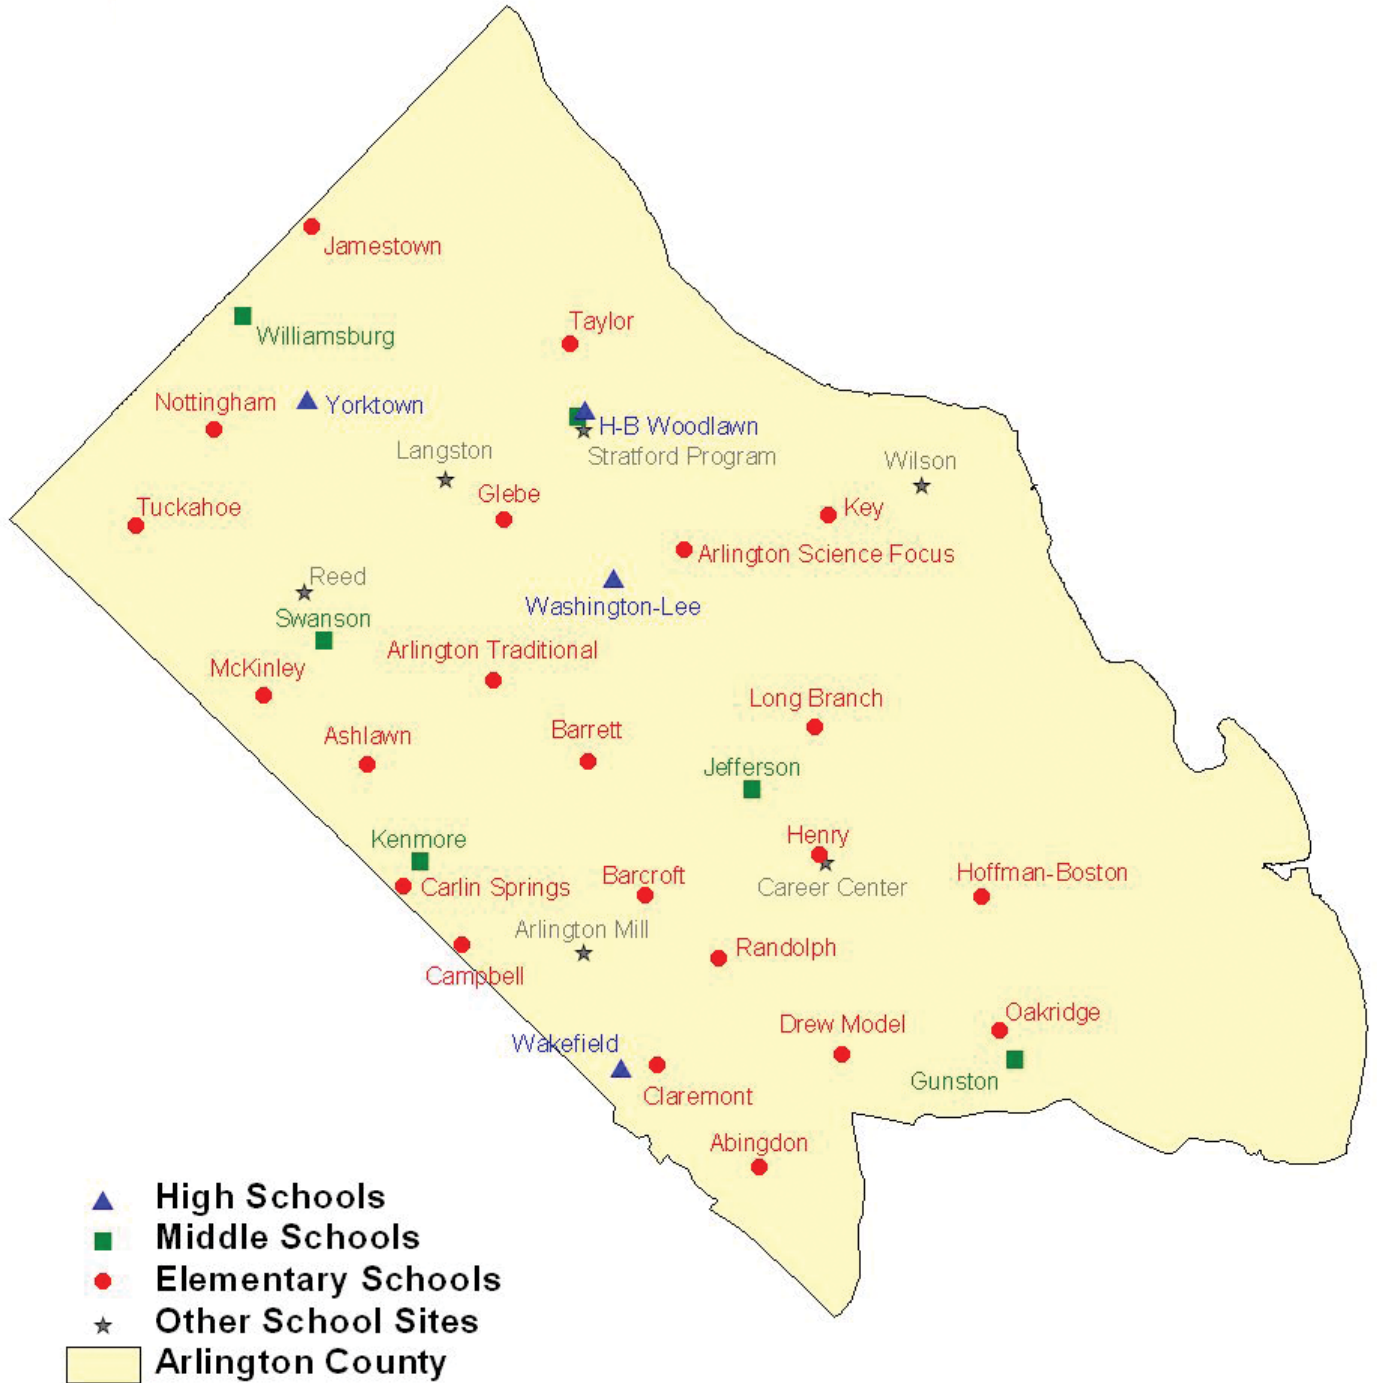 Jamestown
Williamsburg
Taylor
Nottingham
Yorktown
H-B Woodlawn
Langston
Stratford Program
Wilson
Glebe
Tuckahoe
Key
Arlington Science Focus
Reed
Washington-Lee
Swanson
Arlington Traditional
McKinley
Long Branch
Ashlawn
Barrett
Jefferson
Henry
Kenmore
Hoffman-Boston
Barcroft
Carlin Springs
Career Center
Arlington Mill
Randolph
Campbell
Oakridge
Drew Model
Wakefield
Gunston
Claremont
Abingdon
High Schools
Middle Schools
Elementary Schools
Other School Sites
Arlington County